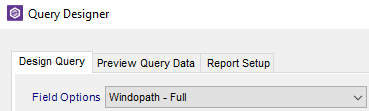 Query Designer
Design Query Preview Query Data Report Setup
Field Options Windopath - Full